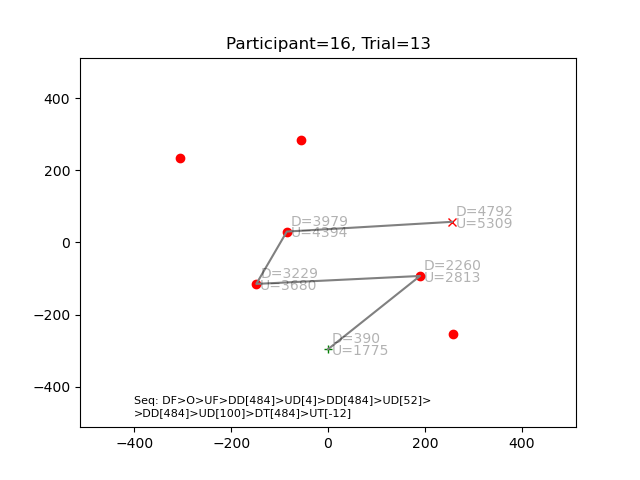 Participant=16, Trial=13
400
200
0
−200
−400
D=4792
U=5309
D=3979
U=4394
D=2260
U=2813
D=3229
U=3680
D=390
U=1775
Seq: DF>O>UF>DD[484]>UD[4]>DD[484]>UD[52]>
>DD[484]>UD[100]>DT[484]>UT[-12]
−400 −200 0 200 400